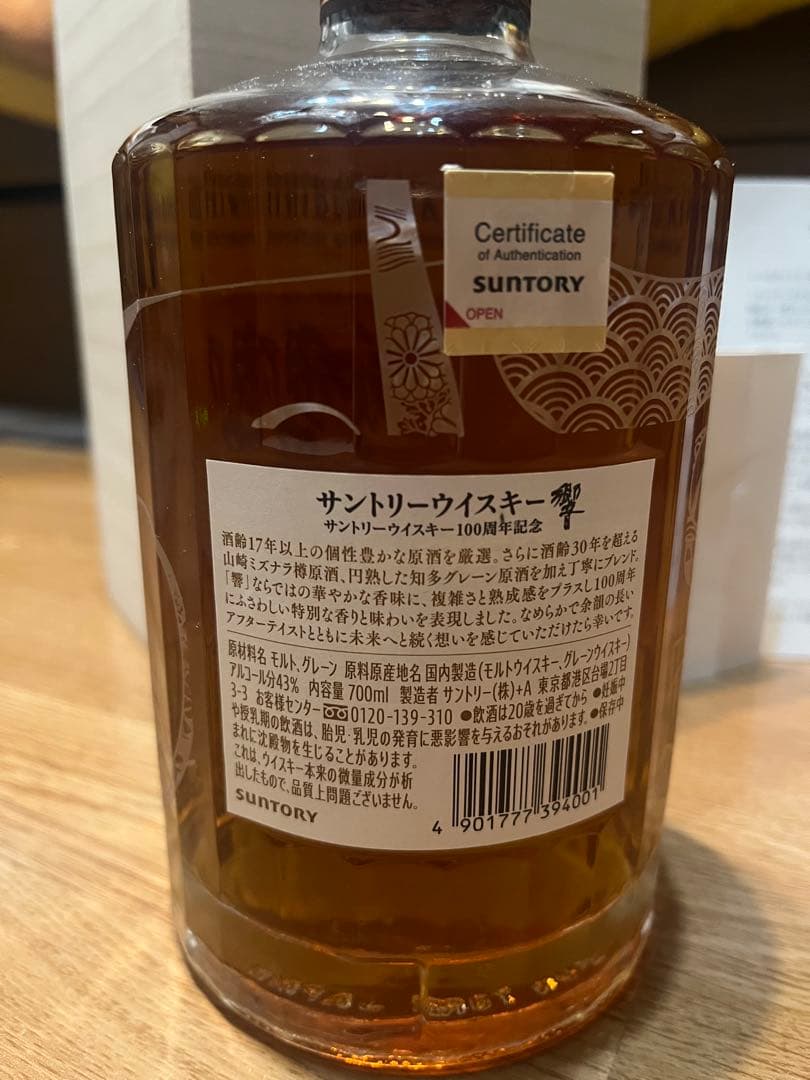 Certificate
of Authentication
SUNTORY
OPEN
サントリーウイスキー 響
サントリーウイスキー100周年記念
酒齢17年以上の個性豊かな原酒を厳選。さらに酒齢30年を超える
山崎ミズナラ樽原酒、円熟した知多グレーン原酒を加え丁寧にブレンド。
「響」ならではの華やかな香味に、複雑さと熟成感をプラスし100周年
にふさわしい特別な香りと味わいを表現しました。なめらかで余韻の長い
アフターテイストとともに未来へと続く想いを感じていただけたら幸いです。
原材料名 モルト、グレーン 原料原産地名 国内製造(モルトウイスキー、グレーンウイスキー)
アルコール分43% 内容量 700ml 製造者 サントリー(株)+A 東京都港区台場2丁目
3-3 お客様センター 0120-139-310 ●飲酒は20歳を過ぎてから ●妊娠中
や授乳期の飲酒は、胎児・乳児の発育に悪影響を与えるおそれがあります。●保存中
まれに沈殿物を生じることがあります。
これは、ウイスキー本来の微量成分が析
出したもので、品質上問題ございません。
SUNTORY
4 901777 394001